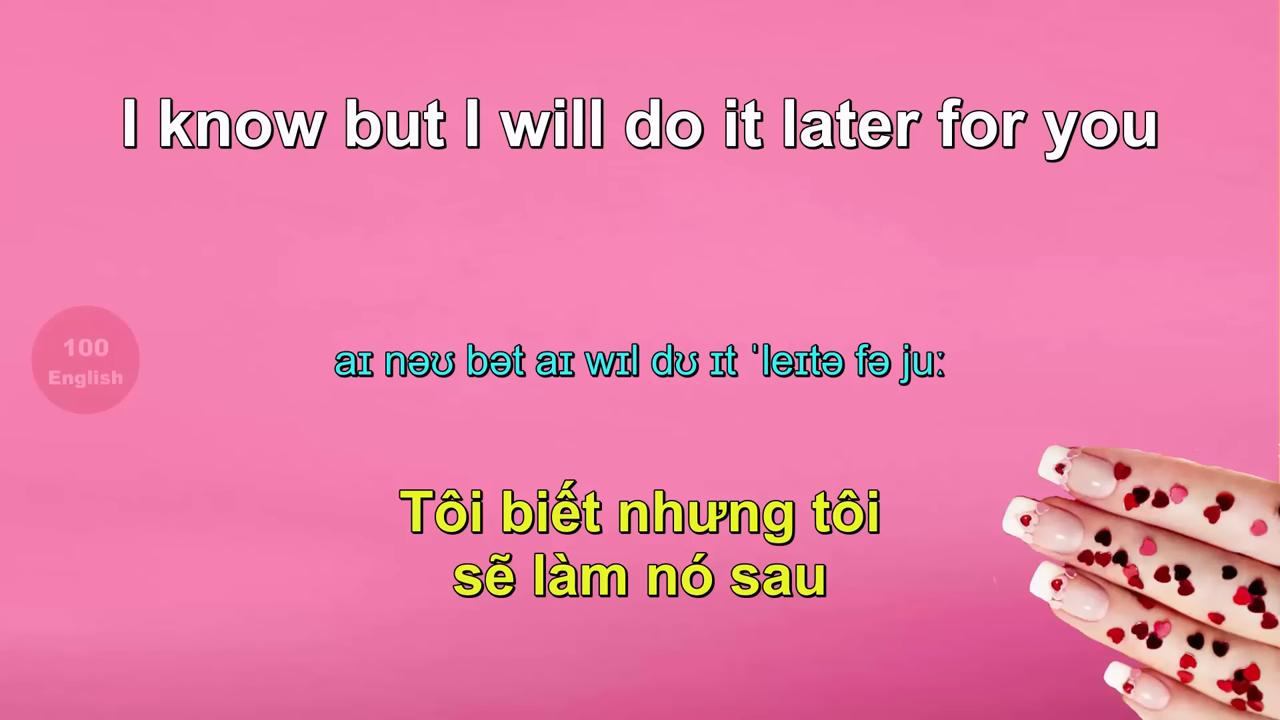 I know but I will do it later for you
100
English
aɪ nəʊ bət aɪ wɪl dʊ ɪt ˈleɪtə fə juː
Tôi biết nhưng tôi
sẽ làm nó sau